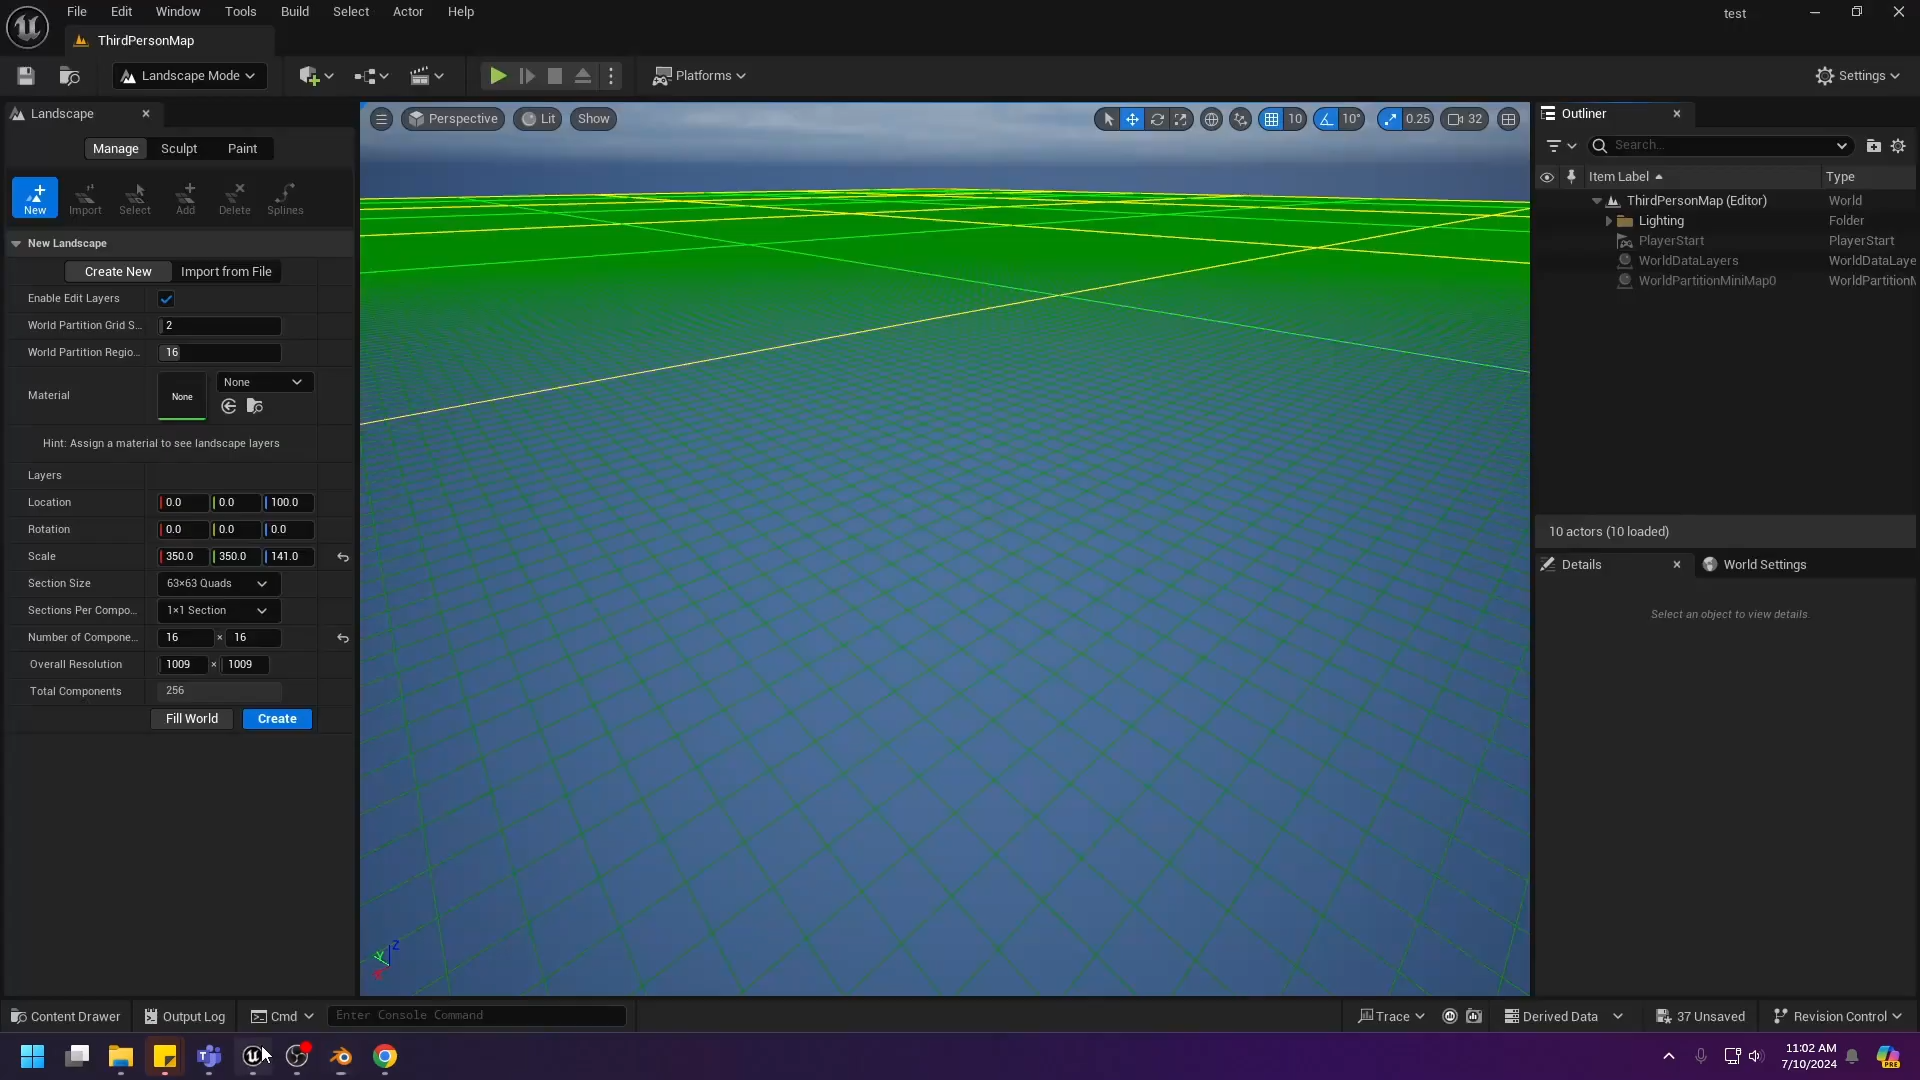 File Edit Window Tools Build Select Actor Help
test
ThirdPersonMap
Landscape Mode
Platforms
Settings
Landscape
Manage Sculpt Paint
New Import Select Add Delete Splines
New Landscape
Create New Import from File
Enable Edit Layers
World Partition Grid S... 2
World Partition Regio... 16
Material None None
Hint: Assign a material to see landscape layers
Layers
Location 0.0 0.0 100.0
Rotation 0.0 0.0 0.0
Scale 350.0 350.0 141.0
Section Size 63×63 Quads
Sections Per Compo... 1×1 Section
Number of Compone... 16 × 16
Overall Resolution 1009 × 1009
Total Components 256
Fill World Create
Perspective Lit Show
10 10° 0.25 32
Z
Y
X
Outliner
Search...
Item Label Type
ThirdPersonMap (Editor) World
Lighting Folder
PlayerStart PlayerStart
WorldDataLayers WorldDataLaye
WorldPartitionMiniMap0 WorldPartitionM
10 actors (10 loaded)
Details World Settings
Select an object to view details.
Content Drawer Output Log Cmd Enter Console Command
Trace Derived Data 37 Unsaved Revision Control
11:02 AM
7/10/2024
PRE